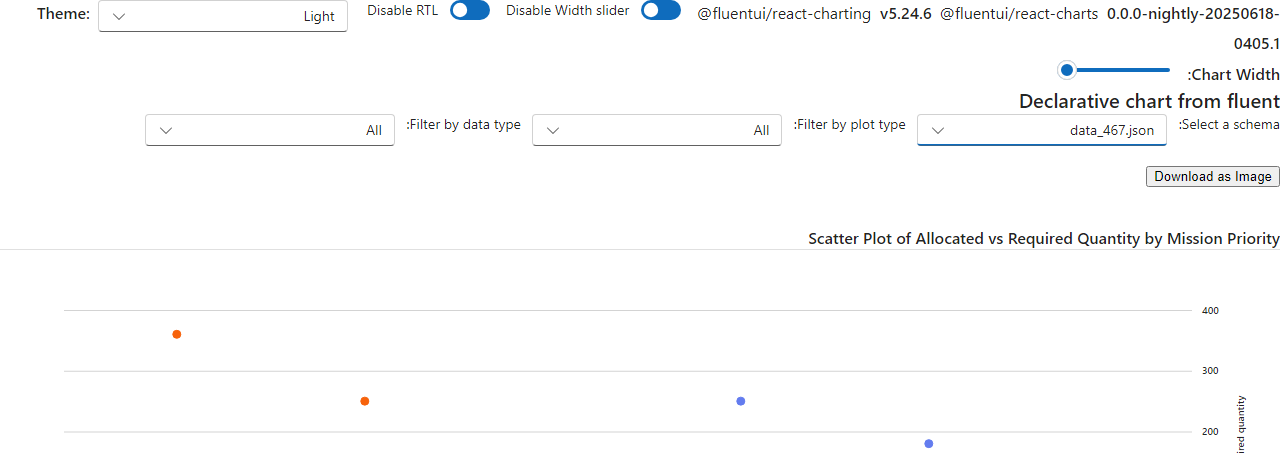 Theme:
Light
Disable RTL
Disable Width slider
@fluentui/react-charting v5.24.6 @fluentui/react-charts 0.0.0-nightly-20250618-
0405.1
:Chart Width
Declarative chart from fluent
:Select a schema
data_467.json
:Filter by plot type
All
:Filter by data type
All
Download as Image
Scatter Plot of Allocated vs Required Quantity by Mission Priority
400
300
200
quantity